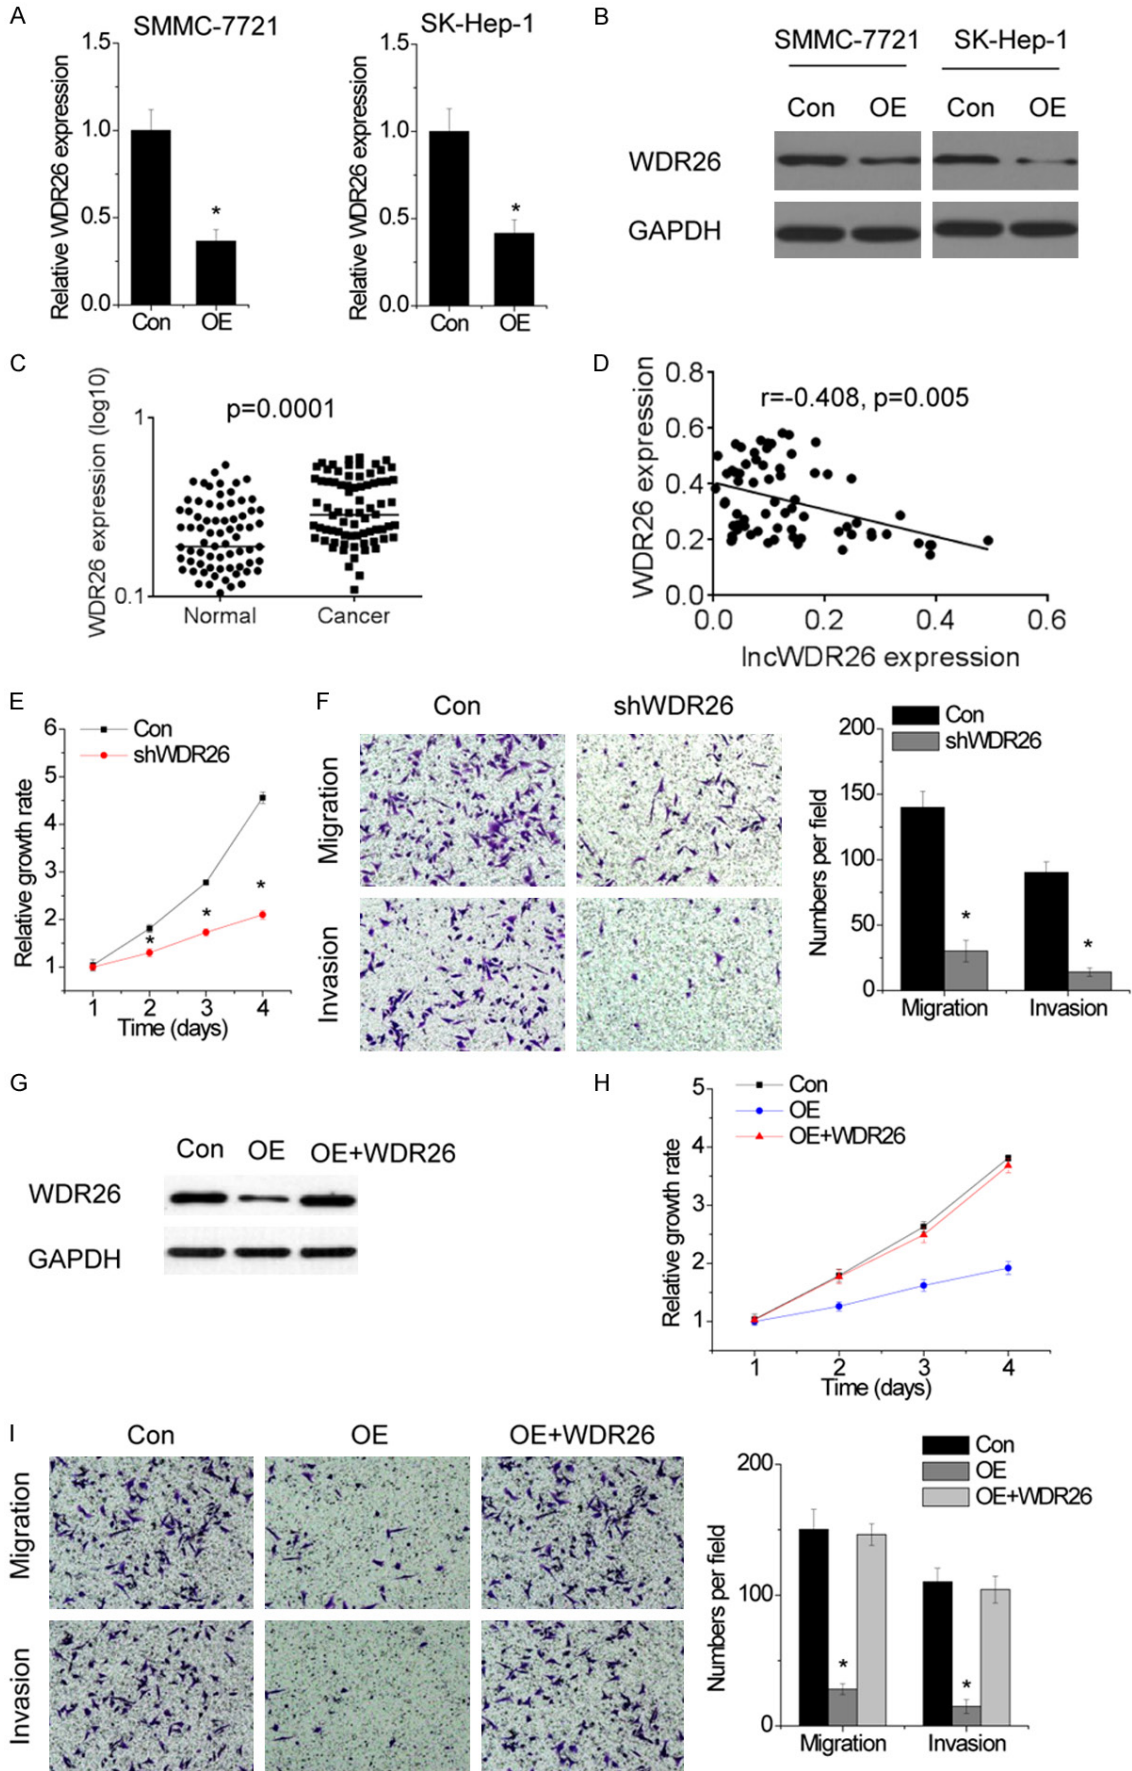 A
SMMC-7721
Relative WDR26 expression
1.5
1.0
0.5
0.0
*
Con OE
SK-Hep-1
Relative WDR26 expression
1.5
1.0
0.5
0.0
*
Con OE
B
SMMC-7721 SK-Hep-1
Con OE Con OE
WDR26
GAPDH
C
WDR26 expression (log10)
p=0.0001
1
0.1
Normal Cancer
D
WDR26 expression
r=-0.408, p=0.005
0.8
0.6
0.4
0.2
0.0
0.0 0.2 0.4 0.6
lncWDR26 expression
E
Con
shWDR26
Relative growth rate
6
5
4
3
2
1
* * *
1 2 3 4
Time (days)
F
Con shWDR26
Migration
Invasion
Con
shWDR26
Numbers per field
200
150
100
50
0
* *
Migration Invasion
G
Con OE OE+WDR26
WDR26
GAPDH
H
Con
OE
OE+WDR26
Relative growth rate
5
4
3
2
1
1 2 3 4
Time (days)
I
Con OE OE+WDR26
Migration
Invasion
Con
OE
OE+WDR26
Numbers per field
200
100
0
* *
Migration Invasion